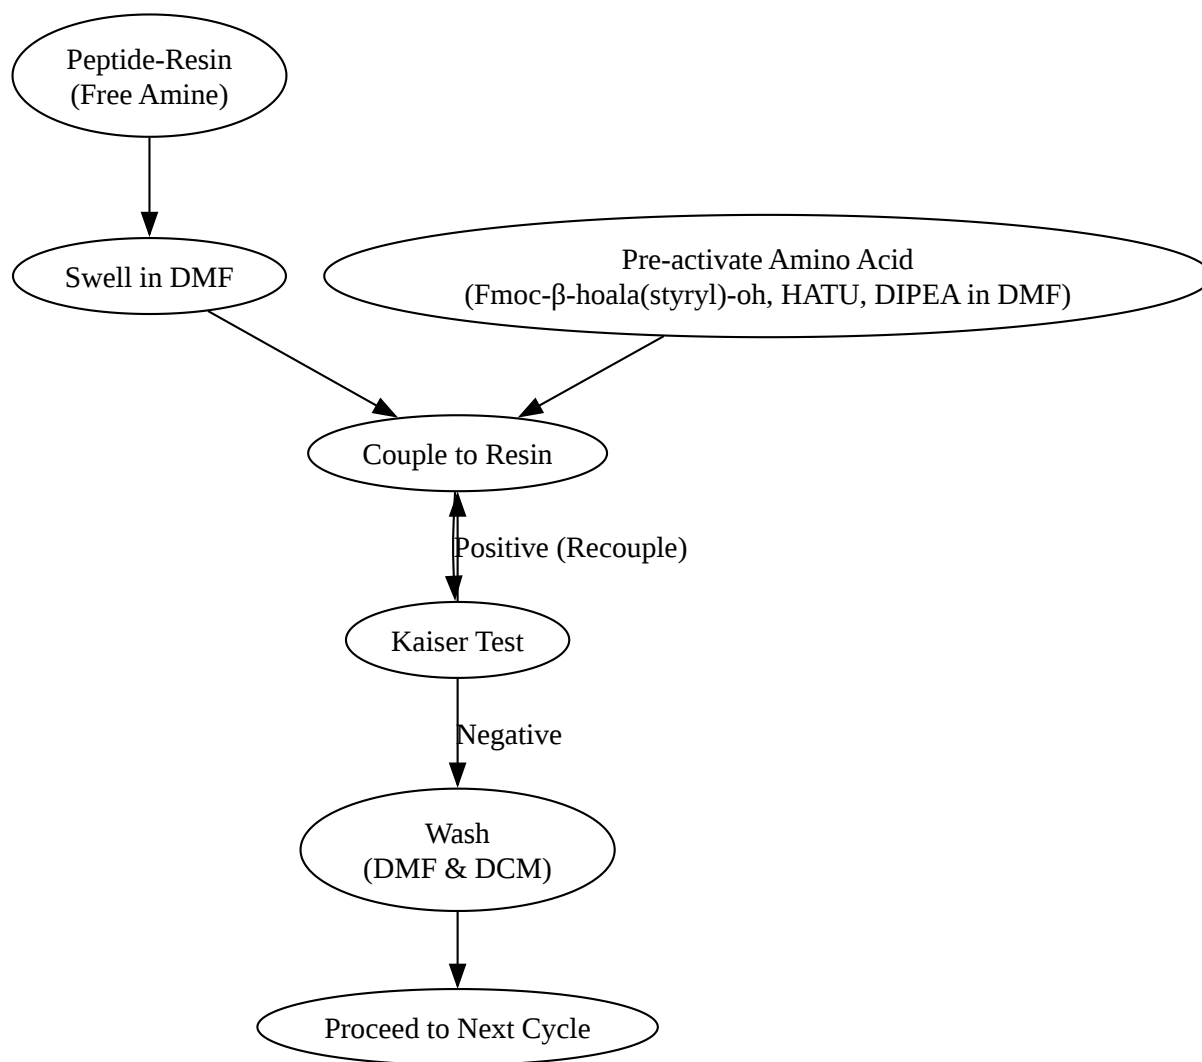 Peptide-Resin
(Free Amine)
Swell in DMF
Pre-activate Amino Acid
(Fmoc-β-hoala(styryl)-oh, HATU, DIPEA in DMF)
Couple to Resin
Positive (Recouple)
Kaiser Test
Negative
Wash
(DMF & DCM)
Proceed to Next Cycle